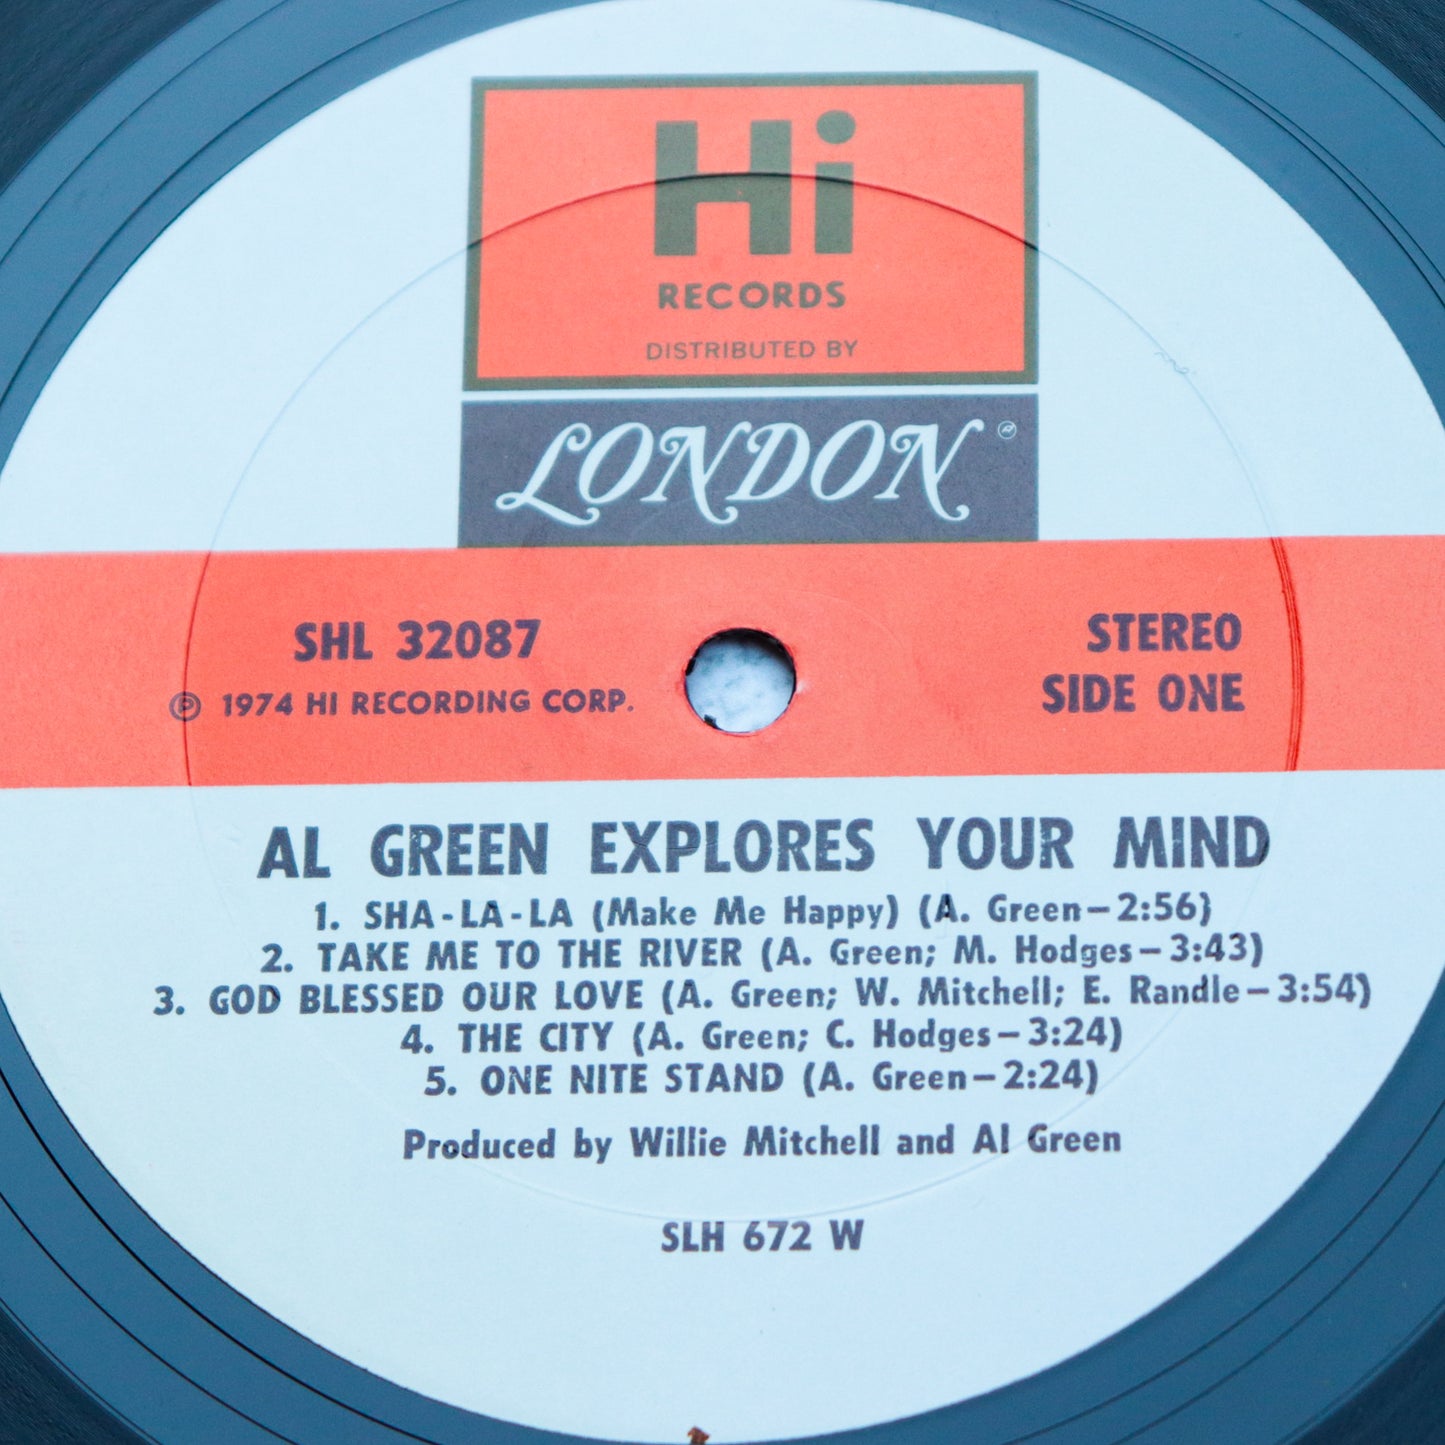 Hi
RECORDS
DISTRIBUTED BY
LONDON
SHL 32087
℗ 1974 HI RECORDING CORP.
STEREO
SIDE ONE
AL GREEN EXPLORES YOUR MIND
1. SHA-LA-LA (Make Me Happy) (A. Green—2:56)
2. TAKE ME TO THE RIVER (A. Green; M. Hodges—3:43)
3. GOD BLESSED OUR LOVE (A. Green; W. Mitchell; E. Randle—3:54)
4. THE CITY (A. Green; C. Hodges—3:24)
5. ONE NITE STAND (A. Green—2:24)
Produced by Willie Mitchell and Al Green
SLH 672 W